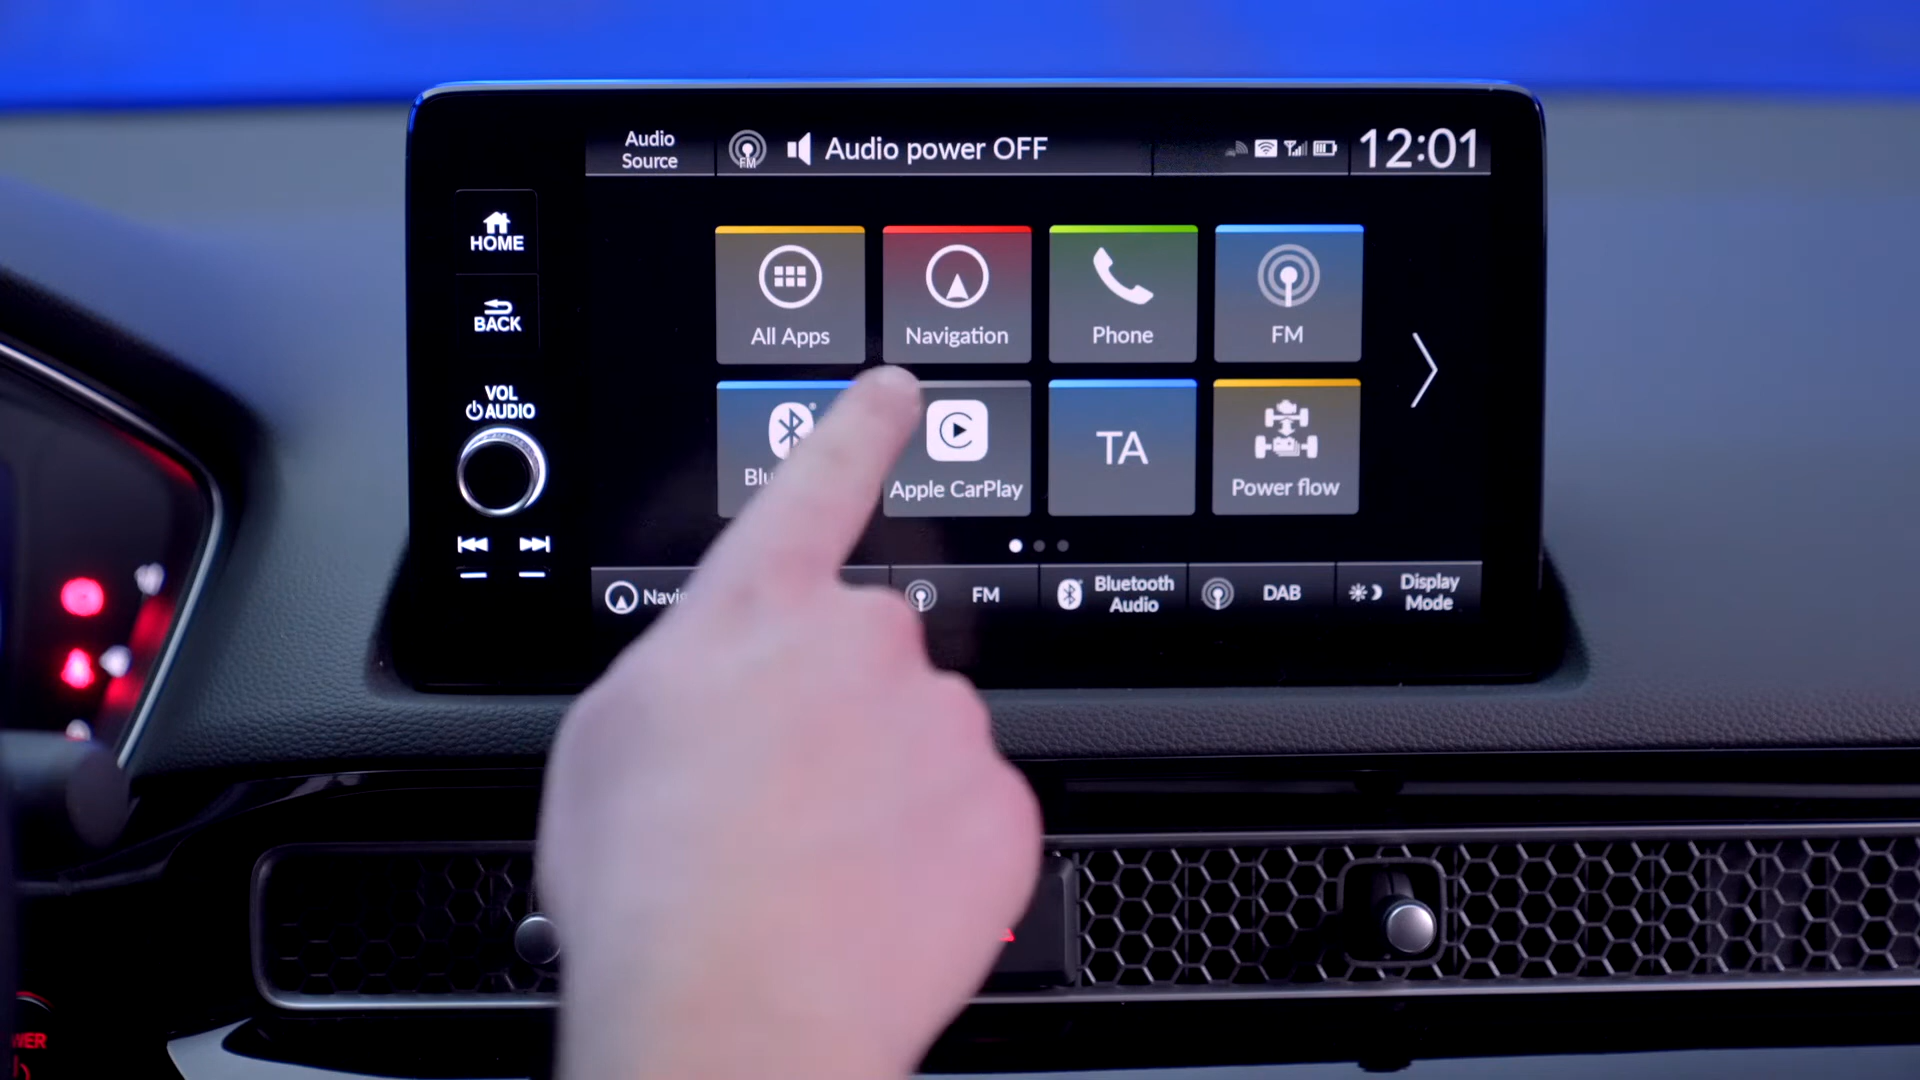 Audio
Source
FM
Audio power OFF
12:01
HOME
BACK
VOL
AUDIO
All Apps
Navigation
Phone
FM
Apple CarPlay
TA
Power flow
FM
Bluetooth
Audio
DAB
Display
Mode